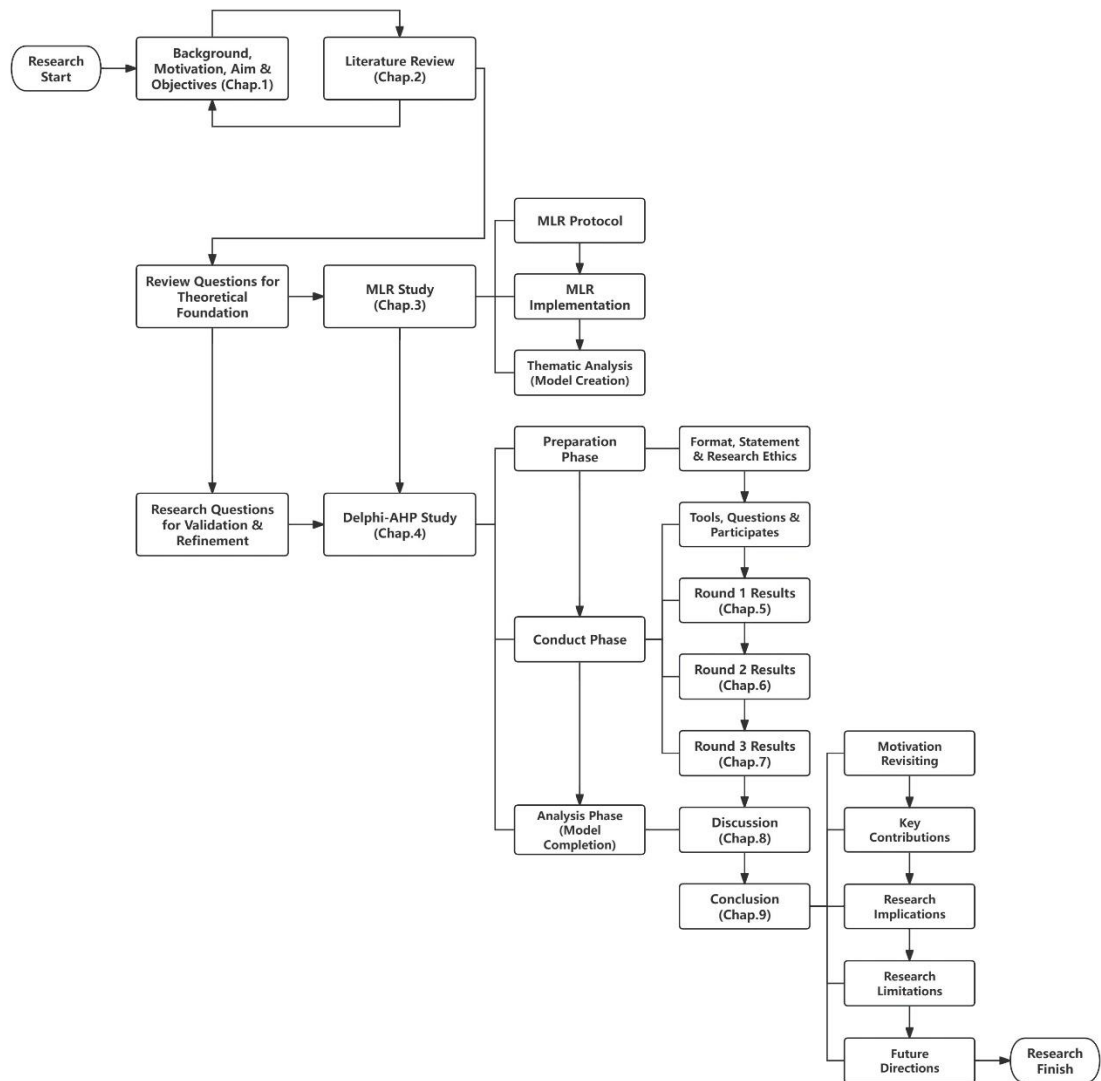 Research
Start
Background,
Motivation, Aim &
Objectives (Chap.1)
Literature Review
(Chap.2)
MLR Protocol
Review Questions for
Theoretical
Foundation
MLR Study
(Chap.3)
MLR
Implementation
Thematic Analysis
(Model Creation)
Preparation
Phase
Format, Statement
& Research Ethics
Research Questions
for Validation &
Refinement
Delphi-AHP Study
(Chap.4)
Tools, Questions &
Participates
Round 1 Results
(Chap.5)
Conduct Phase
Round 2 Results
(Chap.6)
Round 3 Results
(Chap.7)
Motivation
Revisiting
Analysis Phase
(Model
Completion)
Discussion
(Chap.8)
Key
Contributions
Conclusion
(Chap.9)
Research
Implications
Research
Limitations
Future
Directions
Research
Finish